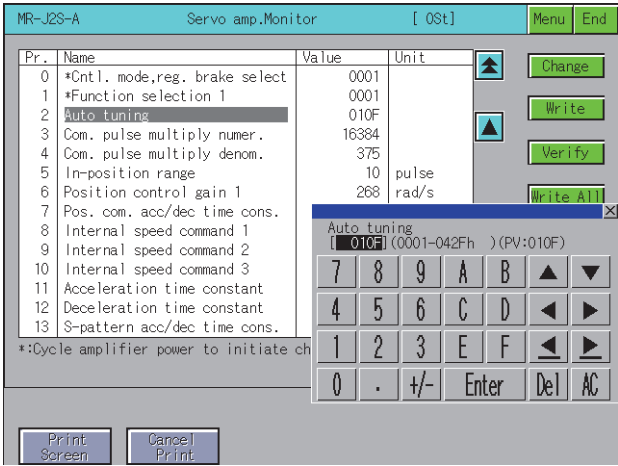 MR-J2S-A Servo amp.Monitor [ 0St] Menu End
Pr. Name Value Unit
0 *Cntl. mode,reg. brake select 0001
1 *Function selection 1 0001
2 Auto tuning 010F
3 Com. pulse multiply numer. 16384
4 Com. pulse multiply denom. 375
5 In-position range 10 pulse
6 Position control gain 1 268 rad/s
7 Pos. com. acc/dec time cons.
8 Internal speed command 1
9 Internal speed command 2
10 Internal speed command 3
11 Acceleration time constant
12 Deceleration time constant
13 S-pattern acc/dec time cons.
*:Cycle amplifier power to initiate ch
Change
Write
Verify
Write All
Auto tuning
[ 010F](0001-042Fh )(PV:010F)
7 8 9 A B ▲ ▼
4 5 6 C D ◀ ▶
1 2 3 E F ◀ ▶
0 . +/- Enter Del AC
Print
Screen
Cancel
Print